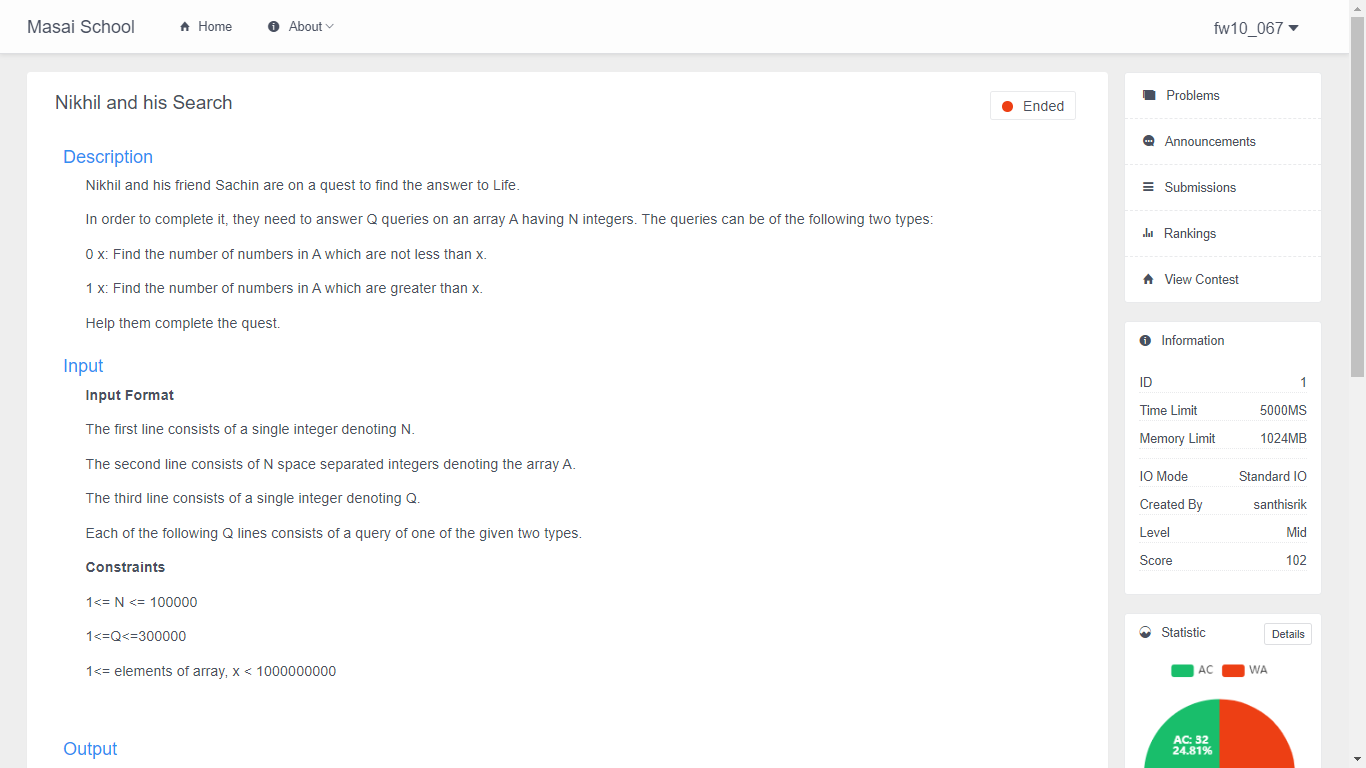 Masai School
Home
About
fw10_067
Nikhil and his Search
Ended
Description
Nikhil and his friend Sachin are on a quest to find the answer to Life.
In order to complete it, they need to answer Q queries on an array A having N integers. The queries can be of the following two types:
0 x: Find the number of numbers in A which are not less than x.
1 x: Find the number of numbers in A which are greater than x.
Help them complete the quest.
Input
Input Format
The first line consists of a single integer denoting N.
The second line consists of N space separated integers denoting the array A.
The third line consists of a single integer denoting Q.
Each of the following Q lines consists of a query of one of the given two types.
Constraints
1<= N <= 100000
1<=Q<=300000
1<= elements of array, x < 1000000000
Output
Problems
Announcements
Submissions
Rankings
View Contest
Information
ID 1
Time Limit 5000MS
Memory Limit 1024MB
IO Mode Standard IO
Created By santhisrik
Level Mid
Score 102
Statistic Details
AC WA
AC: 32
24.81%